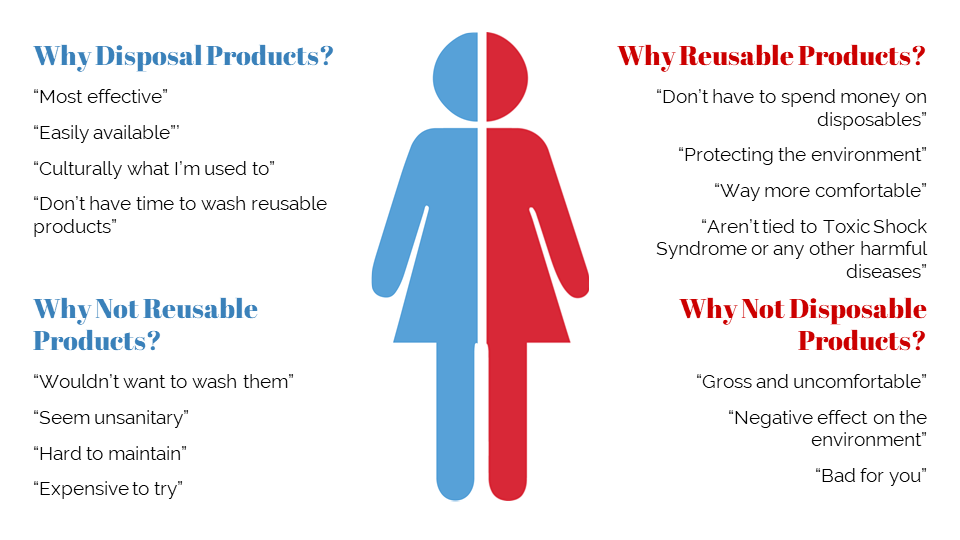 Why Disposal Products?
“Most effective”
“Easily available”’
“Culturally what I’m used to”
“Don’t have time to wash reusable
products”
Why Not Reusable
Products?
“Wouldn’t want to wash them”
“Seem unsanitary”
“Hard to maintain”
“Expensive to try”
Why Reusable Products?
“Don’t have to spend money on
disposables”
“Protecting the environment”
“Way more comfortable”
“Aren’t tied to Toxic Shock
Syndrome or any other harmful
diseases”
Why Not Disposable
Products?
“Gross and uncomfortable”
“Negative effect on the
environment”
“Bad for you”